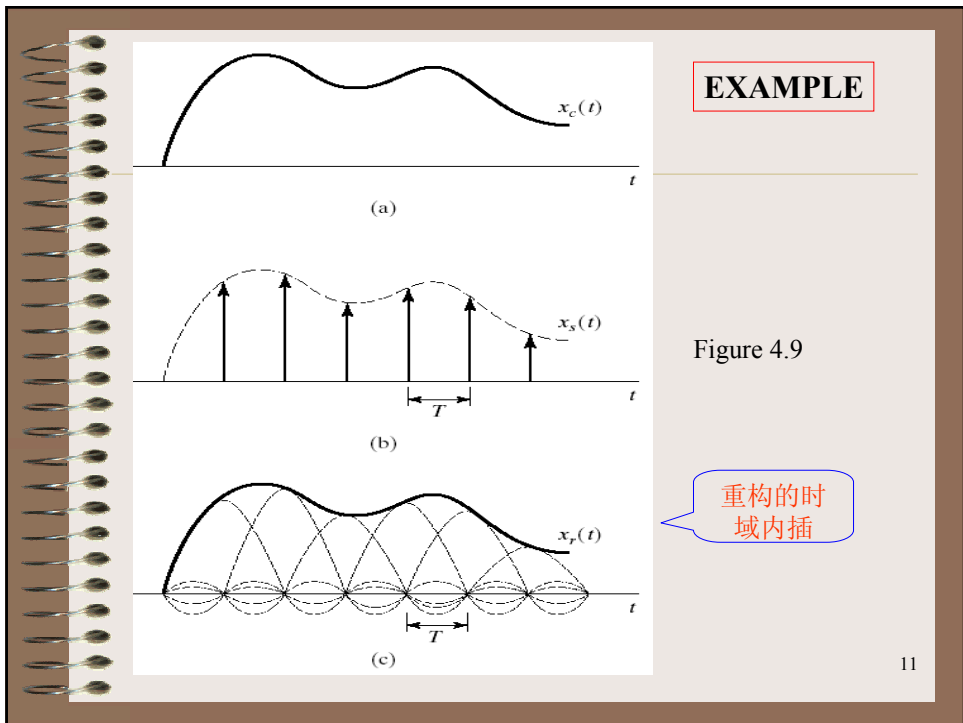 EXAMPLE
x_c(t)
t
(a)
x_s(t)
Figure 4.9
t
T
(b)
重构的时
域内插
x_r(t)
t
T
(c)
11